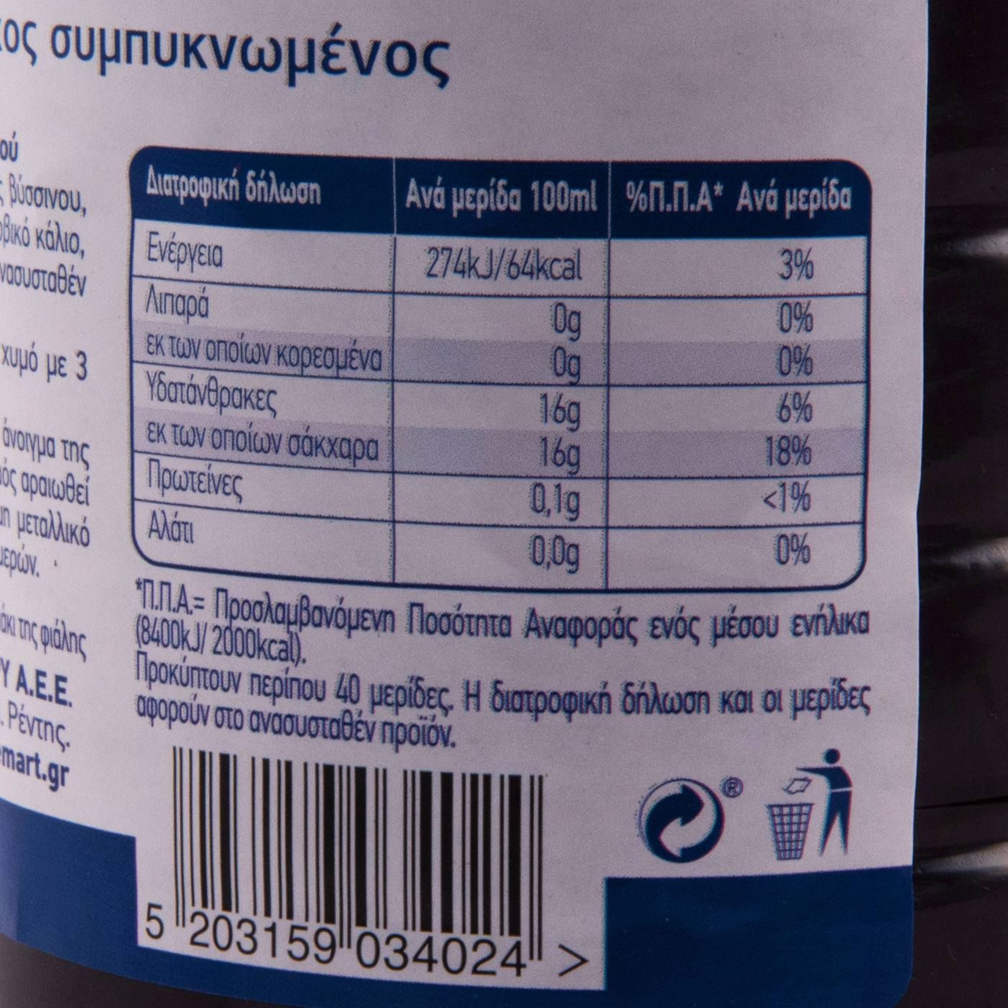 συμπυκνωμένος
βύσσινου,
κάλιο,
χυμό με 3
άνοιγμα της
αραιωθεί
μεταλλικό
της φιάλης
Α.Ε.Ε.
Ρέντης.
mart.gr
Διατροφική δήλωση Ανά μερίδα 100ml %Π.Π.Α* Ανά μερίδα
Ενέργεια 274kJ/64kcal 3%
Λιπαρά 0g 0%
εκ των οποίων κορεσμένα 0g 0%
Υδατάνθρακες 16g 6%
εκ των οποίων σάκχαρα 16g 18%
Πρωτείνες 0,1g <1%
Αλάτι 0,0g 0%
*Π.Π.Α.= Προσλαμβανόμενη Ποσότητα Αναφοράς ενός μέσου ενήλικα
(8400kJ/ 2000kcal).
Προκύπτουν περίπου 40 μερίδες. Η διατροφική δήλωση και οι μερίδες
αφορούν στο ανασυσταθέν προϊόν.
®
5 203159 034024 >